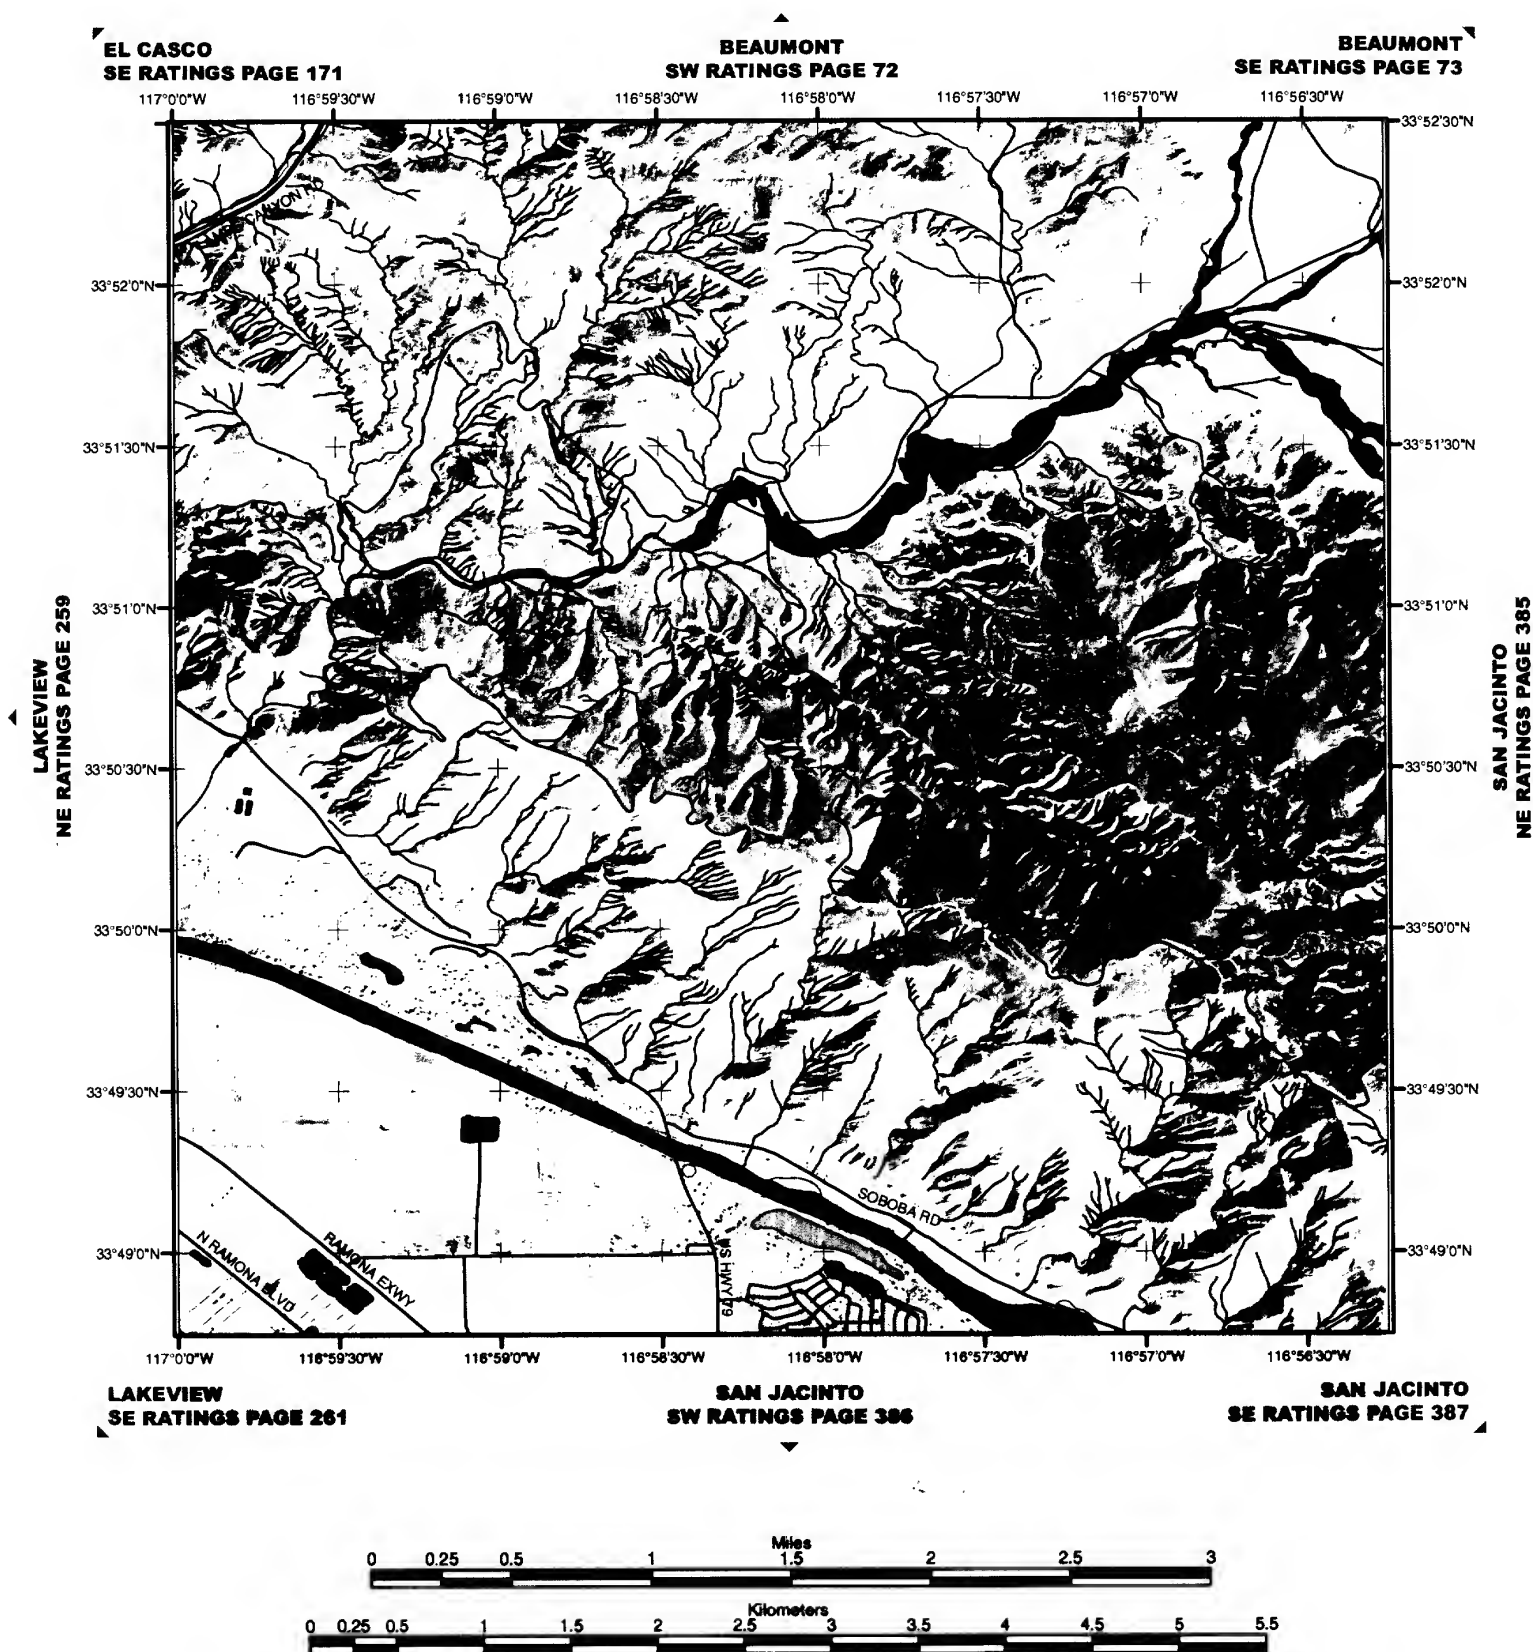 EL CASCO
SE RATINGS PAGE 171
BEAUMONT
SW RATINGS PAGE 72
BEAUMONT
SE RATINGS PAGE 73
117°0'0"W 116°59'30"W 116°59'0"W 116°58'30"W 116°58'0"W 116°57'30"W 116°57'0"W 116°56'30"W
33°52'30"N
33°52'0"N 33°52'0"N
33°51'30"N 33°51'30"N
33°51'0"N 33°51'0"N
33°50'30"N 33°50'30"N
33°50'0"N 33°50'0"N
33°49'30"N 33°49'30"N
33°49'0"N 33°49'0"N
CANYON RD
LAKEVIEW
NE RATINGS PAGE 259
SAN JACINTO
NE RATINGS PAGE 385
SOBOBA RD
N RAMONA BLVD
RAMONA EXWY
US HWY 79
117°0'0"W 116°59'30"W 116°59'0"W 116°58'30"W 116°58'0"W 116°57'30"W 116°57'0"W 116°56'30"W
LAKEVIEW
SE RATINGS PAGE 261
SAN JACINTO
SW RATINGS PAGE 386
SAN JACINTO
SE RATINGS PAGE 387
Miles
0 0.25 0.5 1 1.5 2 2.5 3
Kilometers
0 0.25 0.5 1 1.5 2 2.5 3 3.5 4 4.5 5 5.5